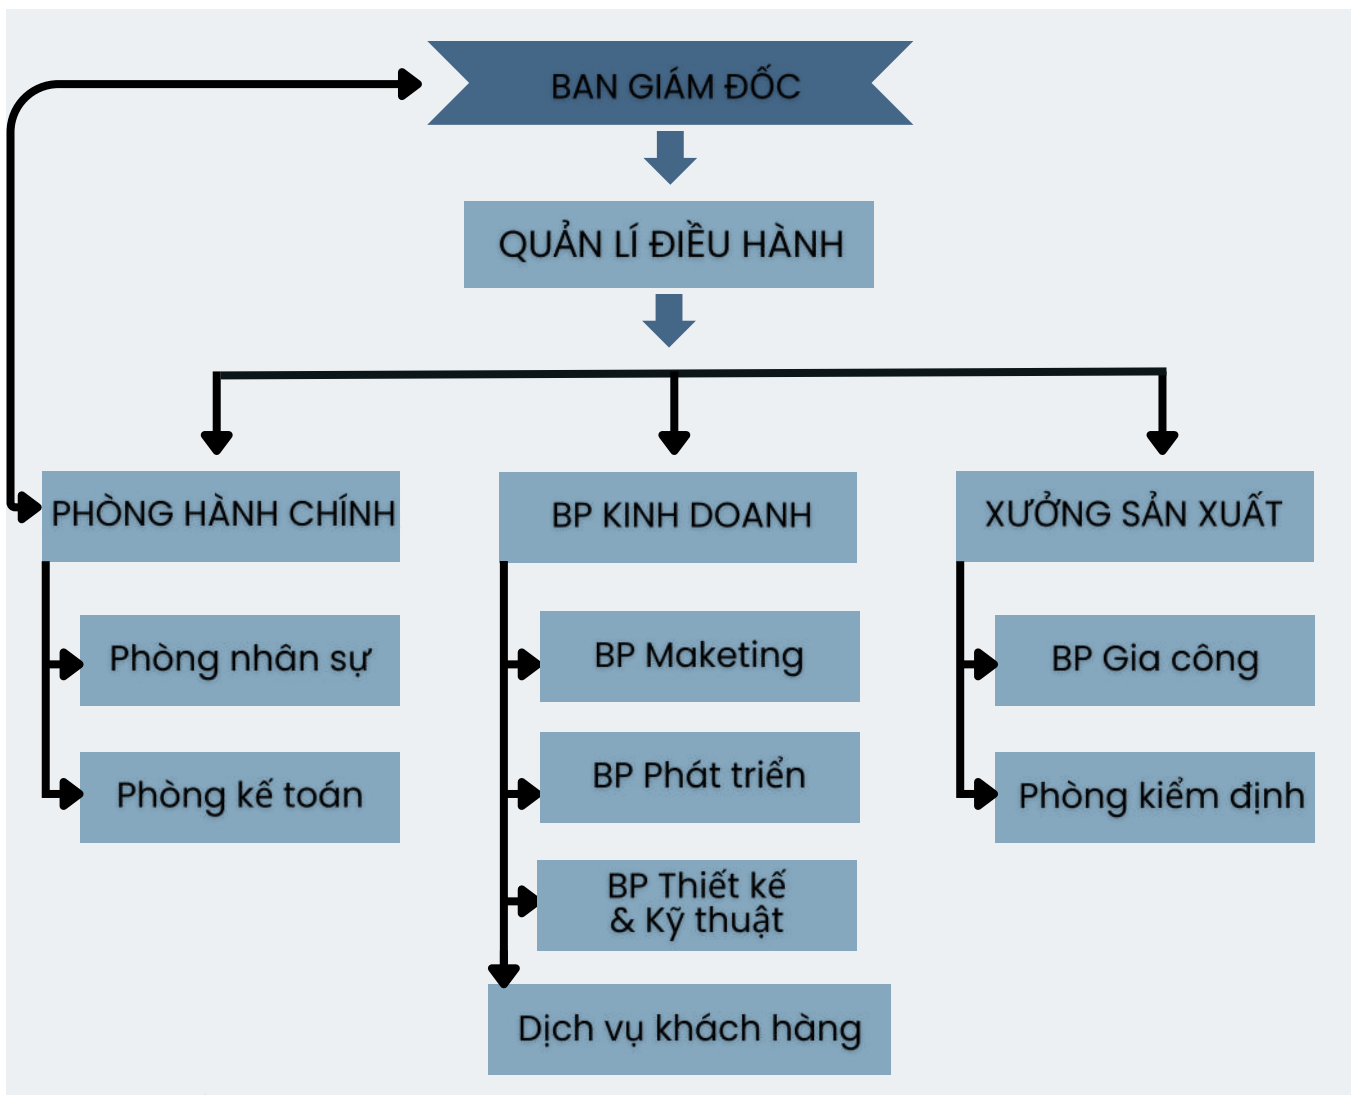 BAN GIÁM ĐỐC
QUẢN LÍ ĐIỀU HÀNH
PHÒNG HÀNH CHÍNH
BP KINH DOANH
XƯỞNG SẢN XUẤT
Phòng nhân sự
BP Maketing
BP Gia công
Phòng kế toán
BP Phát triển
Phòng kiểm định
BP Thiết kế
& Kỹ thuật
Dịch vụ khách hàng